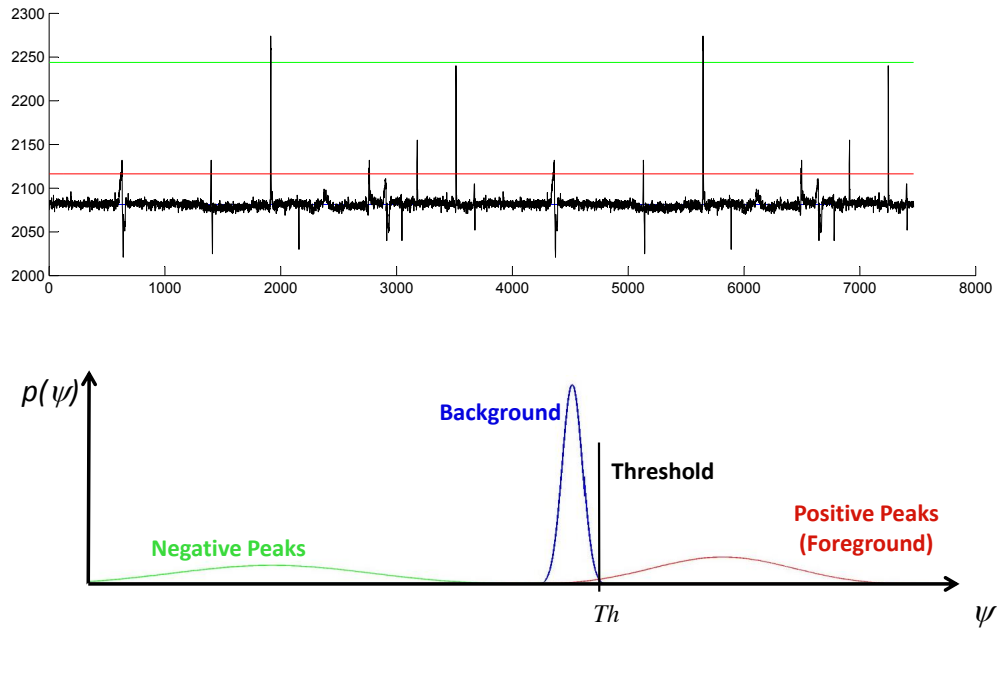 2300
2250
2200
2150
2100
2050
2000
0 1000 2000 3000 4000 5000 6000 7000 8000
p(ψ)
Background
Threshold
Positive Peaks
(Foreground)
Negative Peaks
Th
ψ